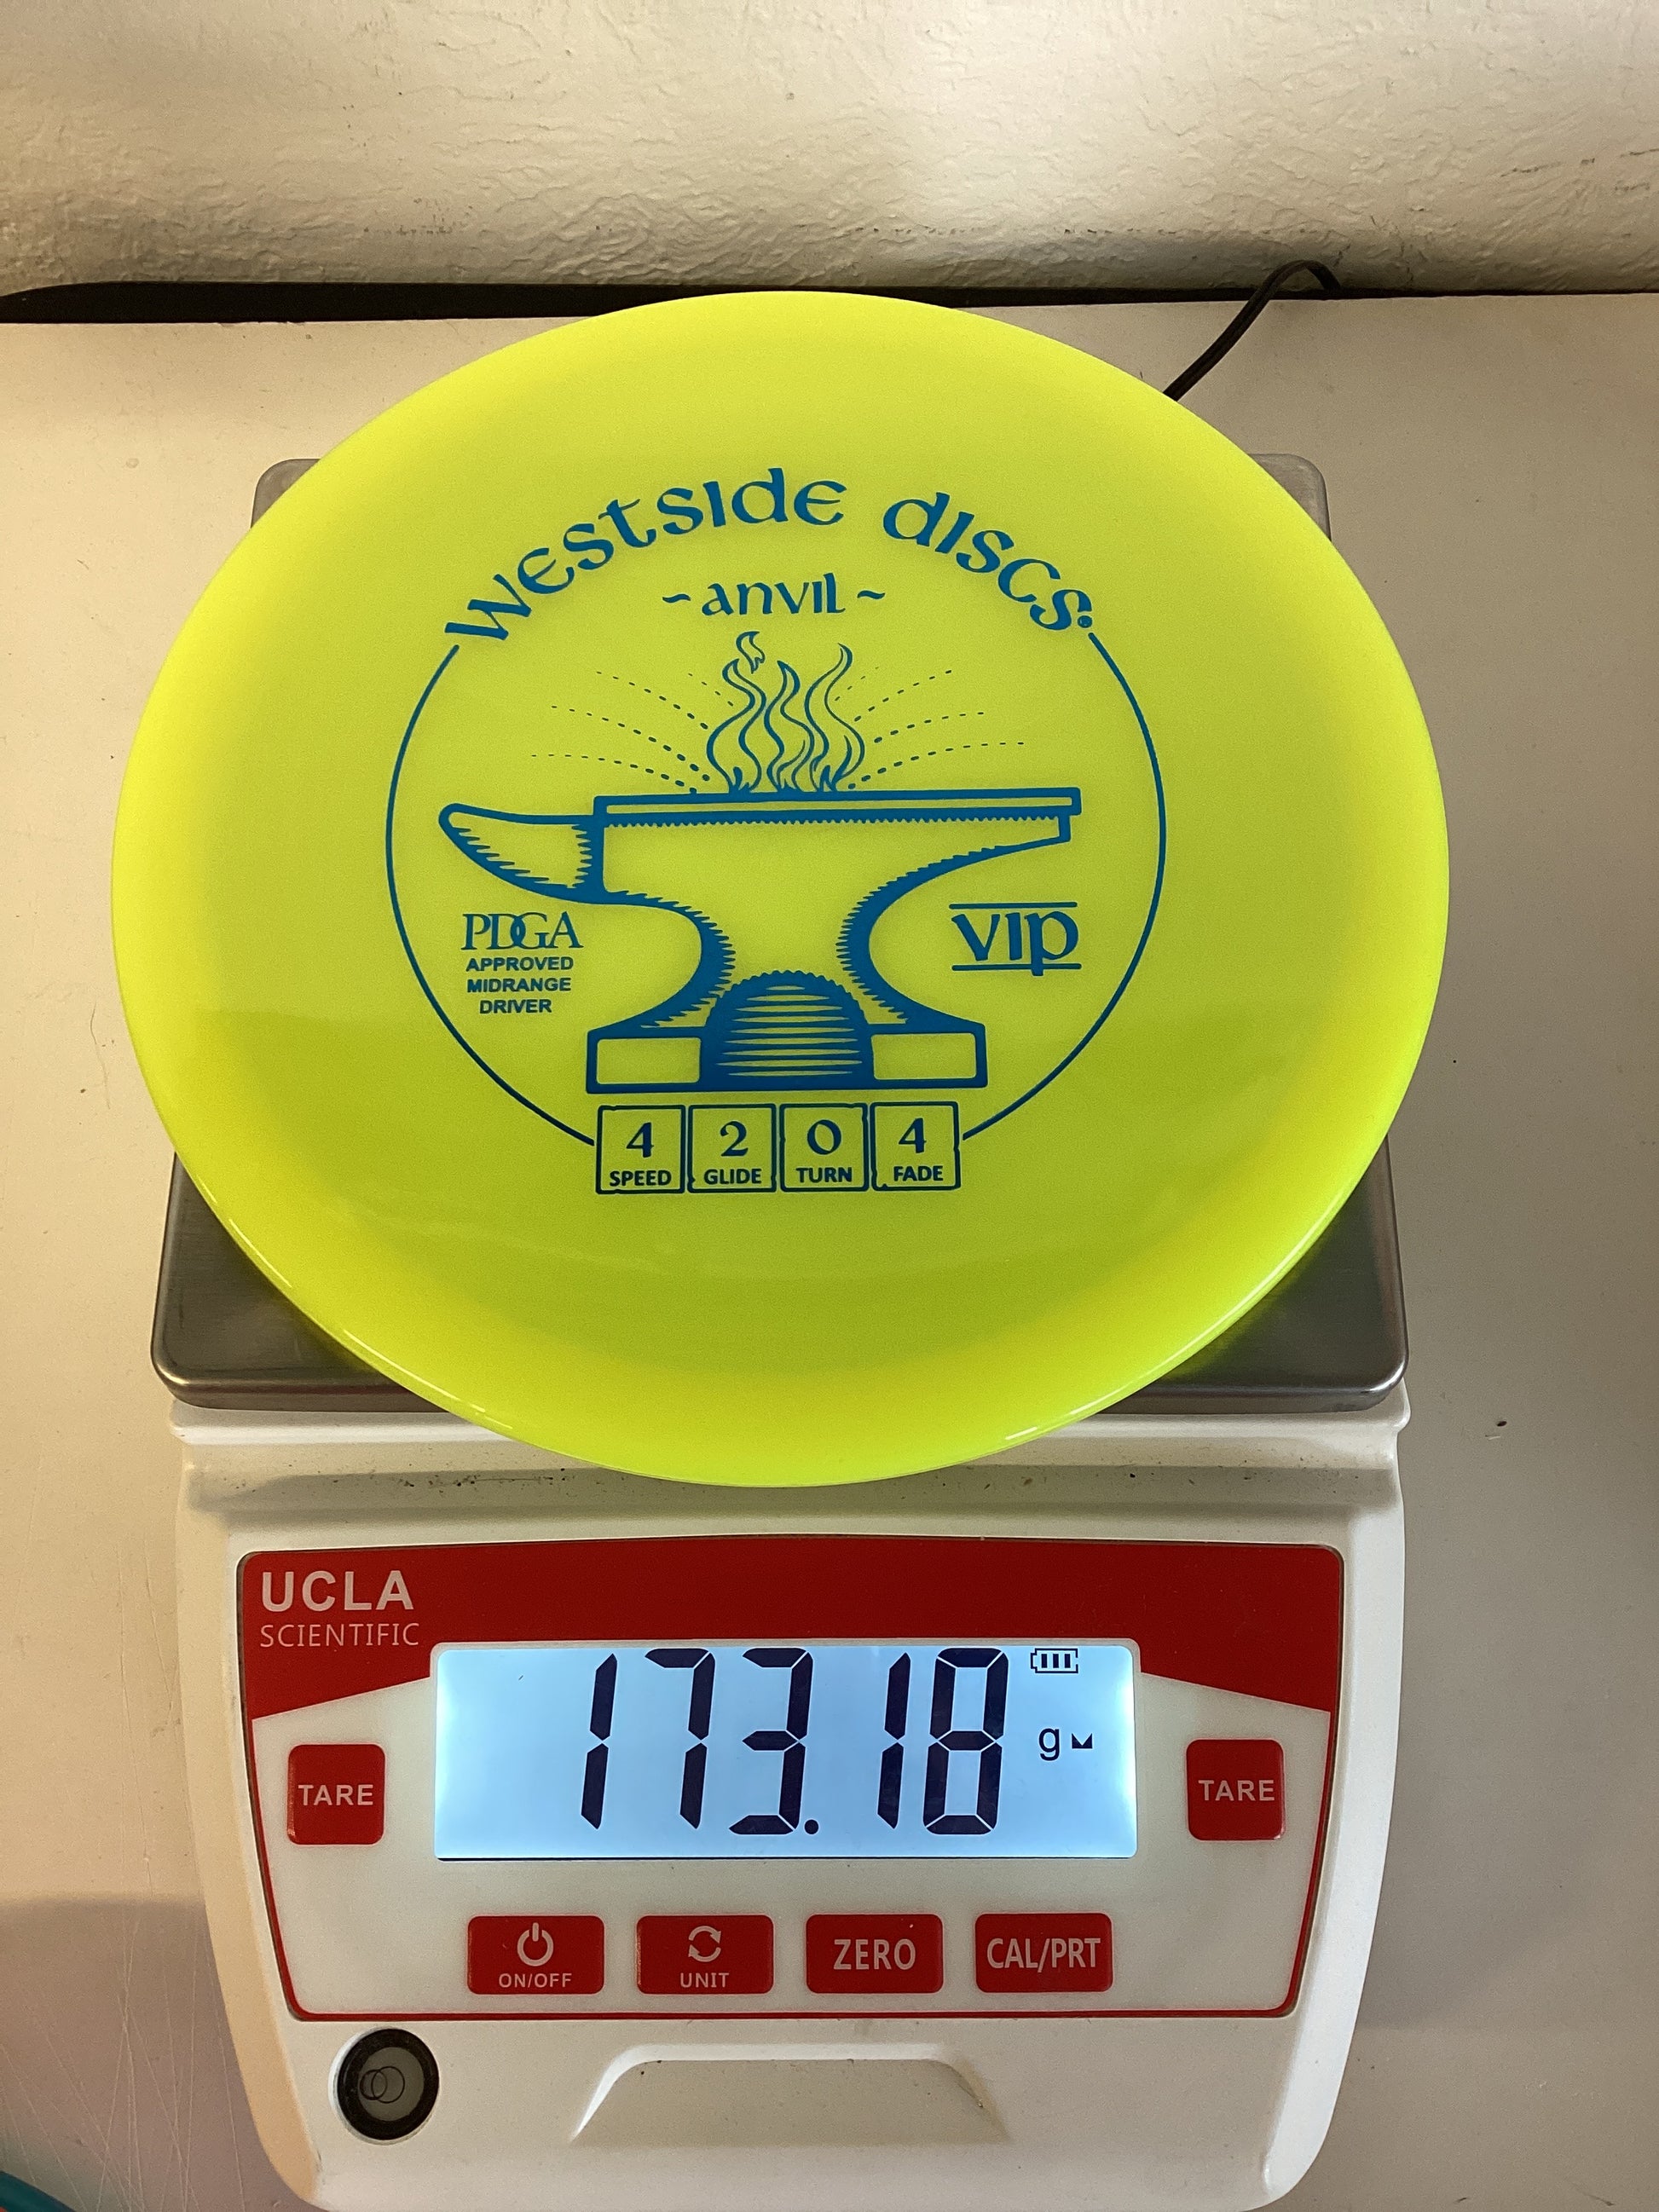 Westside Discs.
~ anvil ~
PDGA
APPROVED
MIDRANGE
DRIVER
VIP
4 2 0 4
SPEED GLIDE TURN FADE
UCLA
SCIENTIFIC
173.18 g
TARE TARE
ON/OFF UNIT ZERO CAL/PRT